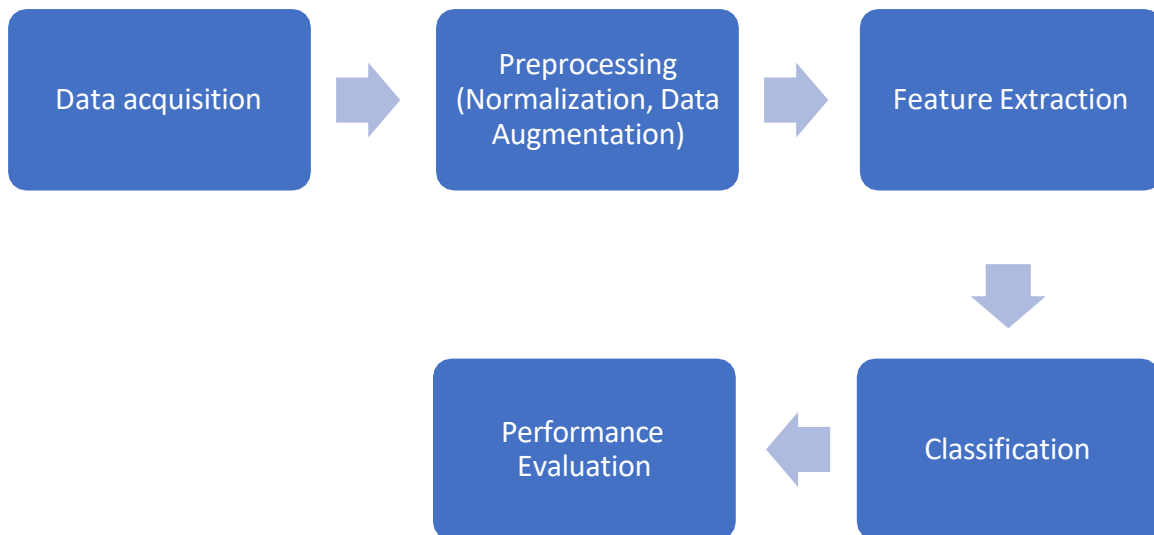 Data acquisition
Preprocessing
(Normalization, Data
Augmentation)
Feature Extraction
Classification
Performance
Evaluation